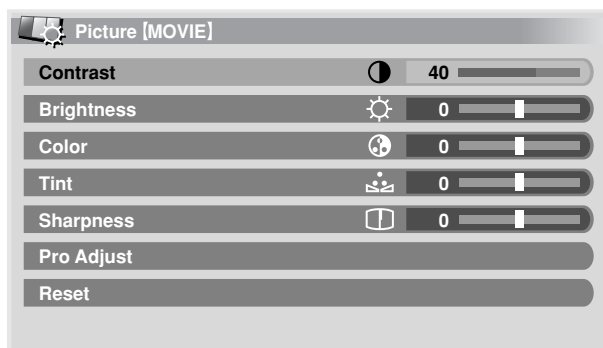 Picture [MOVIE]
Contrast 40
Brightness 0
Color 0
Tint 0
Sharpness 0
Pro Adjust
Reset